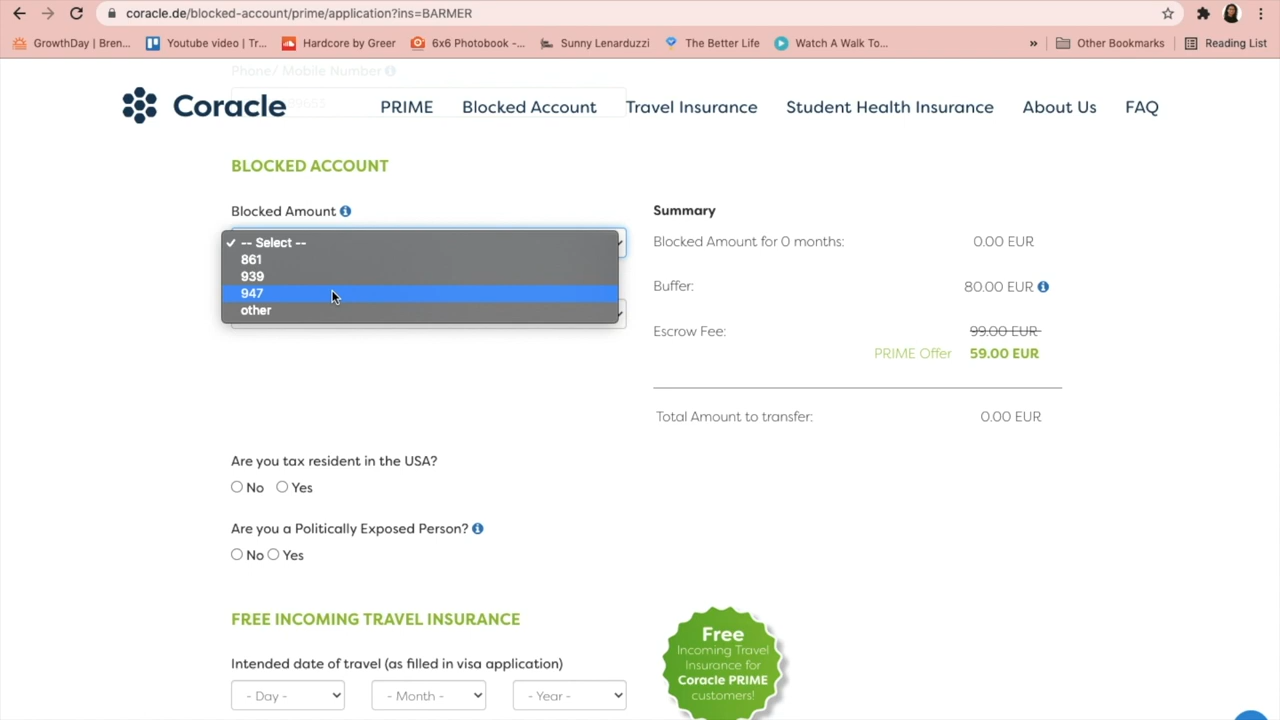 coracle.de/blocked-account/prime/application?ins=BARMER
GrowthDay | Bren...
Youtube video | Tr...
Hardcore by Greer
6x6 Photobook -...
Sunny Lenarduzzi
The Better Life
Watch A Walk To...
»
Other Bookmarks
Reading List
Phone/ Mobile Number
Coracle
PRIME
Blocked Account
Travel Insurance
Student Health Insurance
About Us
FAQ
BLOCKED ACCOUNT
Blocked Amount
✓ -- Select --
861
939
947
other
Summary
Blocked Amount for 0 months: 0.00 EUR
Buffer: 80.00 EUR
Escrow Fee: 99.00 EUR
PRIME Offer 59.00 EUR
Total Amount to transfer: 0.00 EUR
Are you tax resident in the USA?
No Yes
Are you a Politically Exposed Person?
No Yes
FREE INCOMING TRAVEL INSURANCE
Intended date of travel (as filled in visa application)
- Day - - Month - - Year -
Free
Incoming Travel
Insurance for
Coracle PRIME
customers!